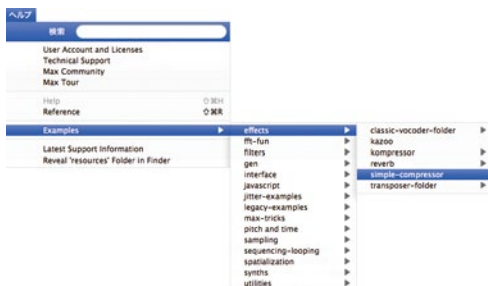 ヘルプ
検索
User Account and Licenses
Technical Support
Max Community
Max Tour
Help ⇧⌘H
Reference ⇧⌘R
Examples ▶
Latest Support Information
Reveal 'resources' Folder in Finder
effects ▶
fft-fun ▶
filters ▶
gen ▶
interface ▶
javascript ▶
jitter-examples ▶
legacy-examples ▶
max-tricks ▶
pitch and time ▶
sampling ▶
sequencing-looping ▶
spatialization ▶
synths ▶
utilities ▶
classic-vocoder-folder ▶
kazoo
kompressor ▶
reverb ▶
simple-compressor
transposer-folder ▶